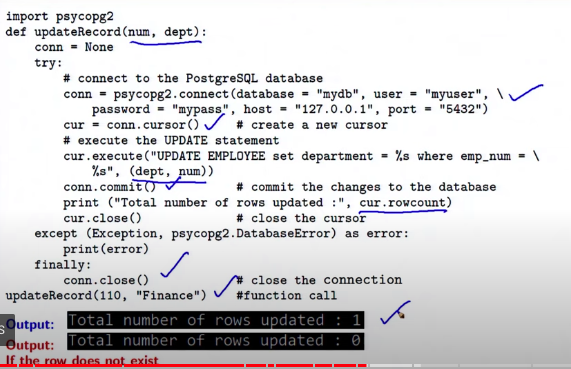 import psycopg2
def updateRecord(num, dept):
    conn = None
    try:
        # connect to the PostgreSQL database
        conn = psycopg2.connect(database = "mydb", user = "myuser", \
            password = "mypass", host = "127.0.0.1", port = "5432")
        cur = conn.cursor()     # create a new cursor
        # execute the UPDATE statement
        cur.execute("UPDATE EMPLOYEE set department = %s where emp_num = \
            %s", (dept, num))
        conn.commit()           # commit the changes to the database
        print ("Total number of rows updated :", cur.rowcount)
        cur.close()             # close the cursor
    except (Exception, psycopg2.DatabaseError) as error:
        print(error)
    finally:
        conn.close()            # close the connection
updateRecord(110, "Finance")    #function call
Output: Total number of rows updated : 1
Output: Total number of rows updated : 0
If the row does not exist